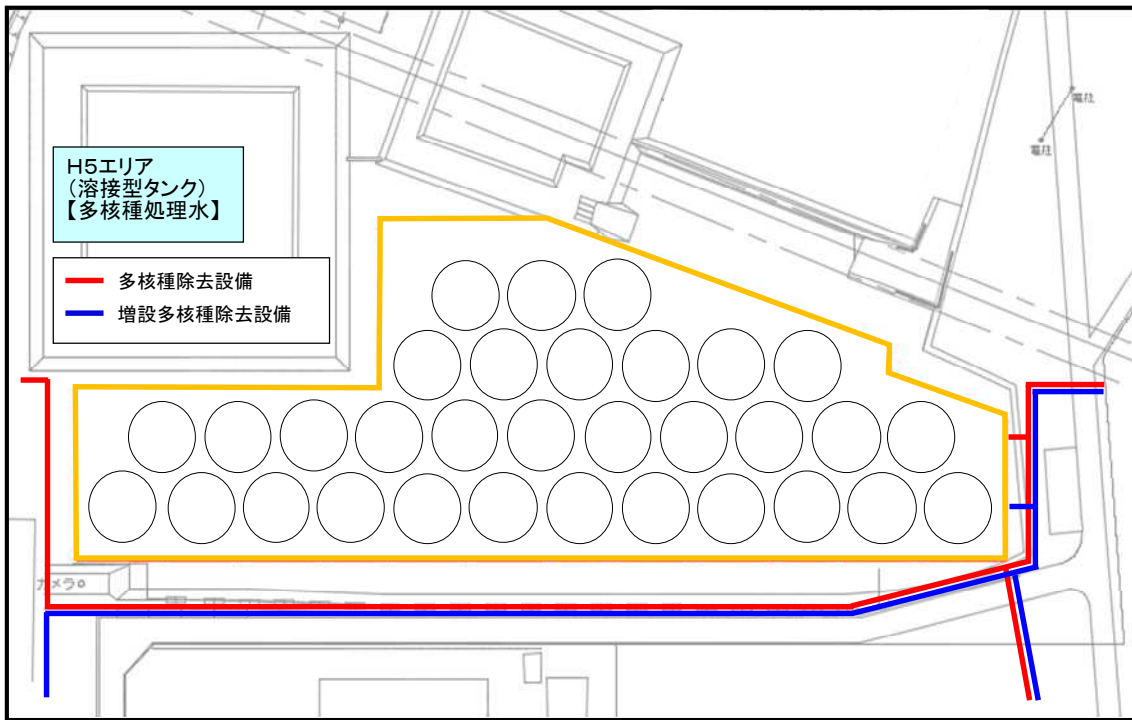 H5エリア
(溶接型タンク)
【多核種処理水】
多核種除去設備
増設多核種除去設備
電柱
電柱
カメラ